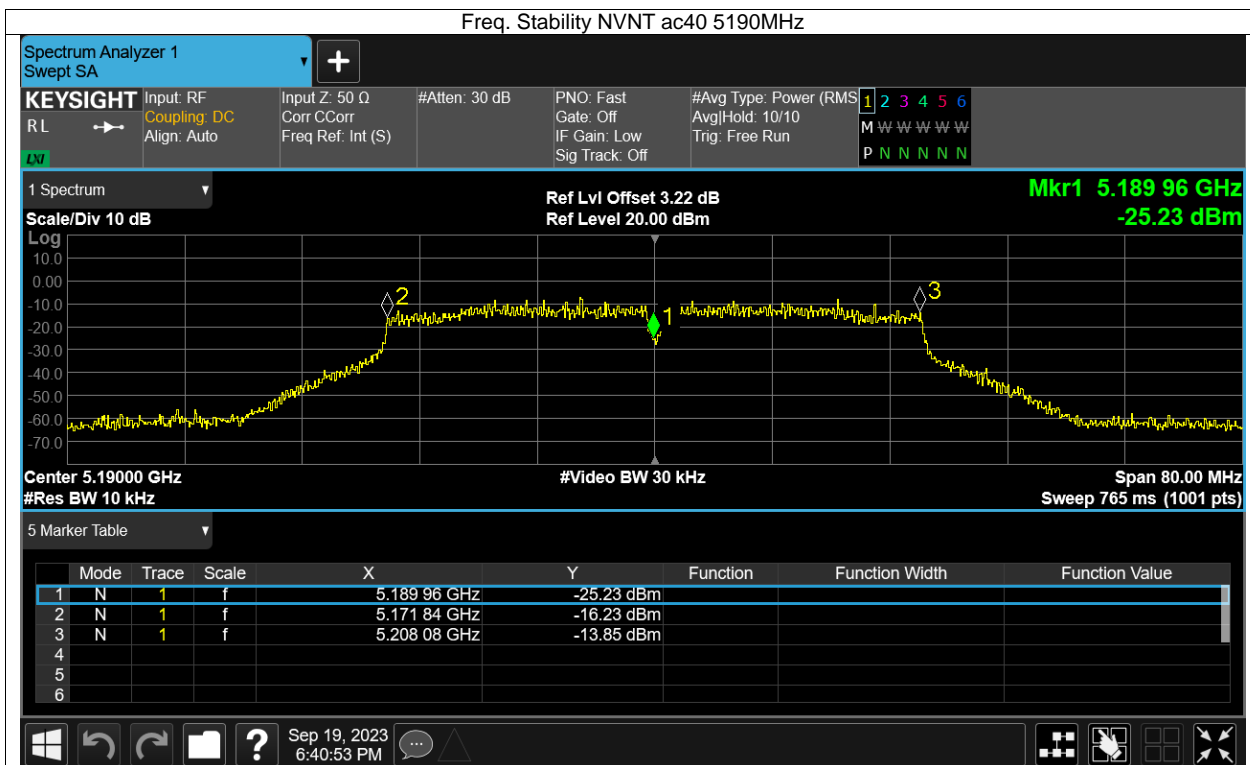 Freq. Stability NVNT ac40 5190MHz
Spectrum Analyzer 1
Swept SA
KEYSIGHT Input: RF Input Z: 50 Ω #Atten: 30 dB PNO: Fast #Avg Type: Power (RMS 1 2 3 4 5 6
RL Coupling: DC Corr CCorr Gate: Off Avg|Hold: 10/10 M W W W W W
Align: Auto Freq Ref: Int (S) IF Gain: Low Trig: Free Run
LXI Sig Track: Off P N N N N N N
1 Spectrum Ref Lvl Offset 3.22 dB Mkr1 5.189 96 GHz
Scale/Div 10 dB Ref Level 20.00 dBm -25.23 dBm
Log
10.0
0.00
-10.0
-20.0
-30.0
-40.0
-50.0
-60.0
-70.0
2
1
3
Center 5.19000 GHz #Video BW 30 kHz Span 80.00 MHz
#Res BW 10 kHz Sweep 765 ms (1001 pts)
5 Marker Table
Mode Trace Scale X Y Function Function Width Function Value
1 N 1 f 5.189 96 GHz -25.23 dBm
2 N 1 f 5.171 84 GHz -16.23 dBm
3 N 1 f 5.208 08 GHz -13.85 dBm
4
5
6
? Sep 19, 2023
6:40:53 PM